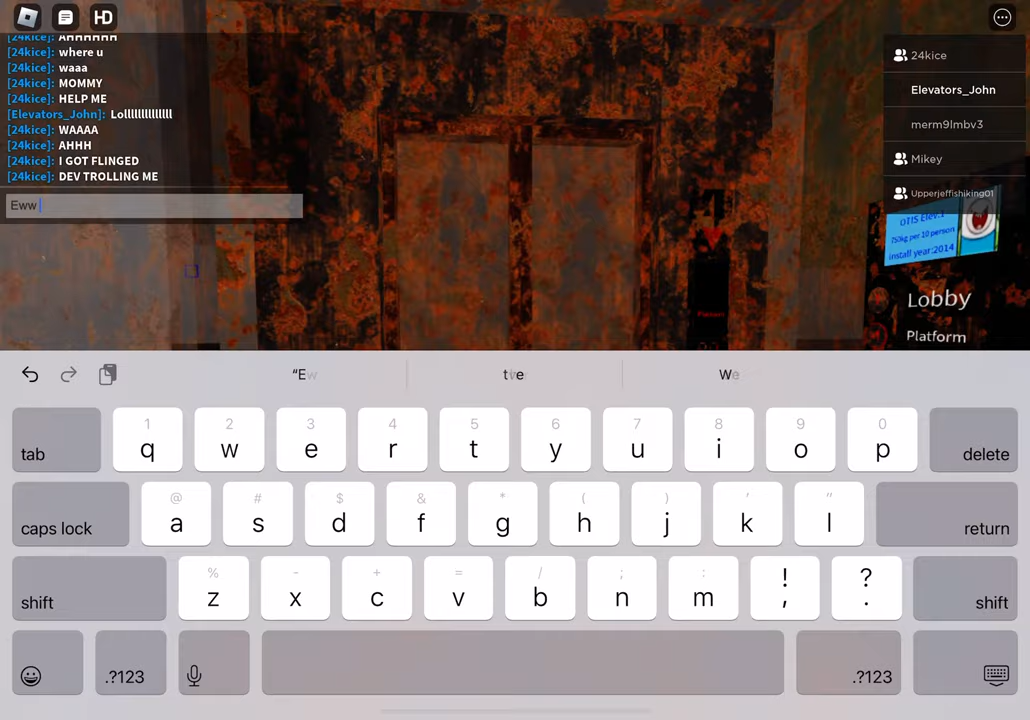 HD
[24kice]: AHHHHHH
[24kice]: where u
[24kice]: waaa
[24kice]: MOMMY
[24kice]: HELP ME
[Elevators_John]: Lolllllllllllllll
[24kice]: WAAAA
[24kice]: AHHH
[24kice]: I GOT FLINGED
[24kice]: DEV TROLLING ME
Eww
24kice
Elevators_John
merm9lmbv3
Mikey
Upperjeffishiking01
OTIS Elev:1
750kg per 10 person
install year:2014
Lobby
Platform
“Ew
We
1 2 3 4 5 6 7 8 9 0
tab q w e r t y u i o p delete
@ # $ & * ( ) ' "
caps lock a s d f g h j k l return
% - + = / ; : ! ?
shift z x c v b n m , . shift
.?123 .?123